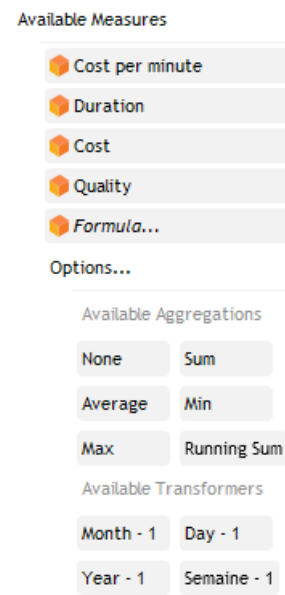 Available Measures
Cost per minute
Duration
Cost
Quality
Formula...
Options...
Available Aggregations
None Sum
Average Min
Max Running Sum
Available Transformers
Month - 1 Day - 1
Year - 1 Semaine - 1